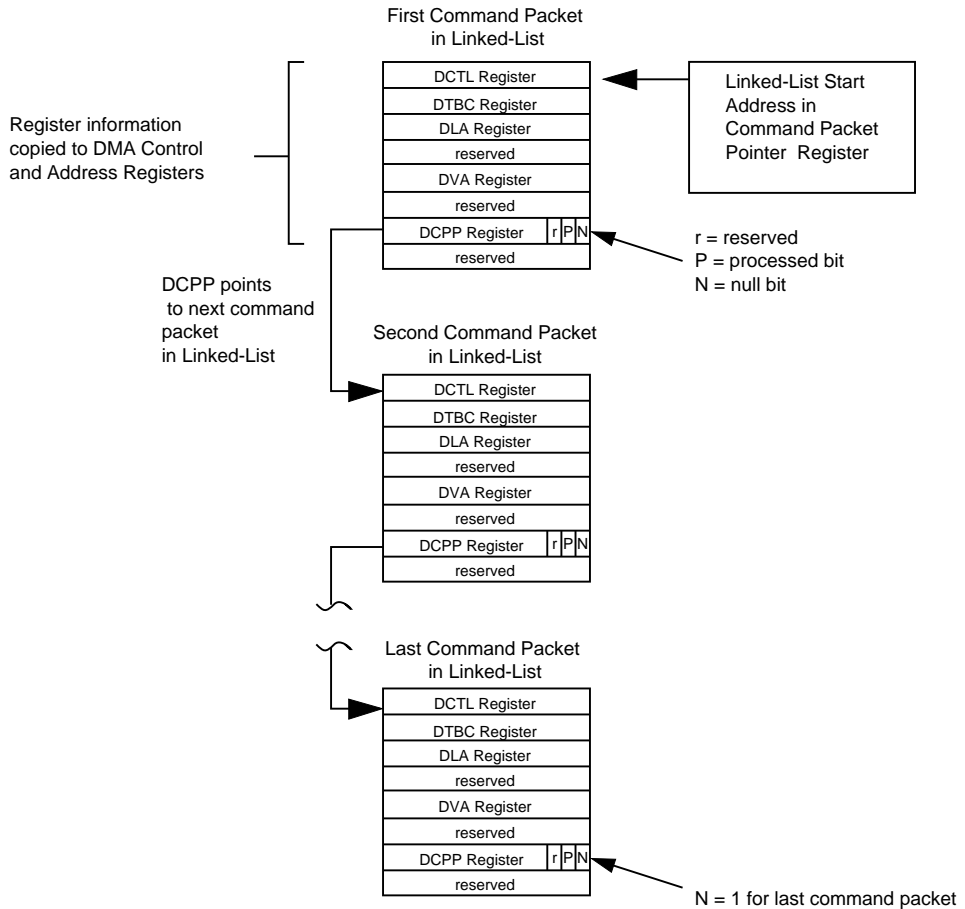 First Command Packet
in Linked-List
Register information
copied to DMA Control
and Address Registers
DCTL Register
DTBC Register
DLA Register
reserved
DVA Register
reserved
DCPP Register r P N
reserved
Linked-List Start
Address in
Command Packet
Pointer Register
r = reserved
P = processed bit
N = null bit
DCPP points
to next command
packet
in Linked-List
Second Command Packet
in Linked-List
DCTL Register
DTBC Register
DLA Register
reserved
DVA Register
reserved
DCPP Register r P N
reserved
Last Command Packet
in Linked-List
DCTL Register
DTBC Register
DLA Register
reserved
DVA Register
reserved
DCPP Register r P N
reserved
N = 1 for last command packet